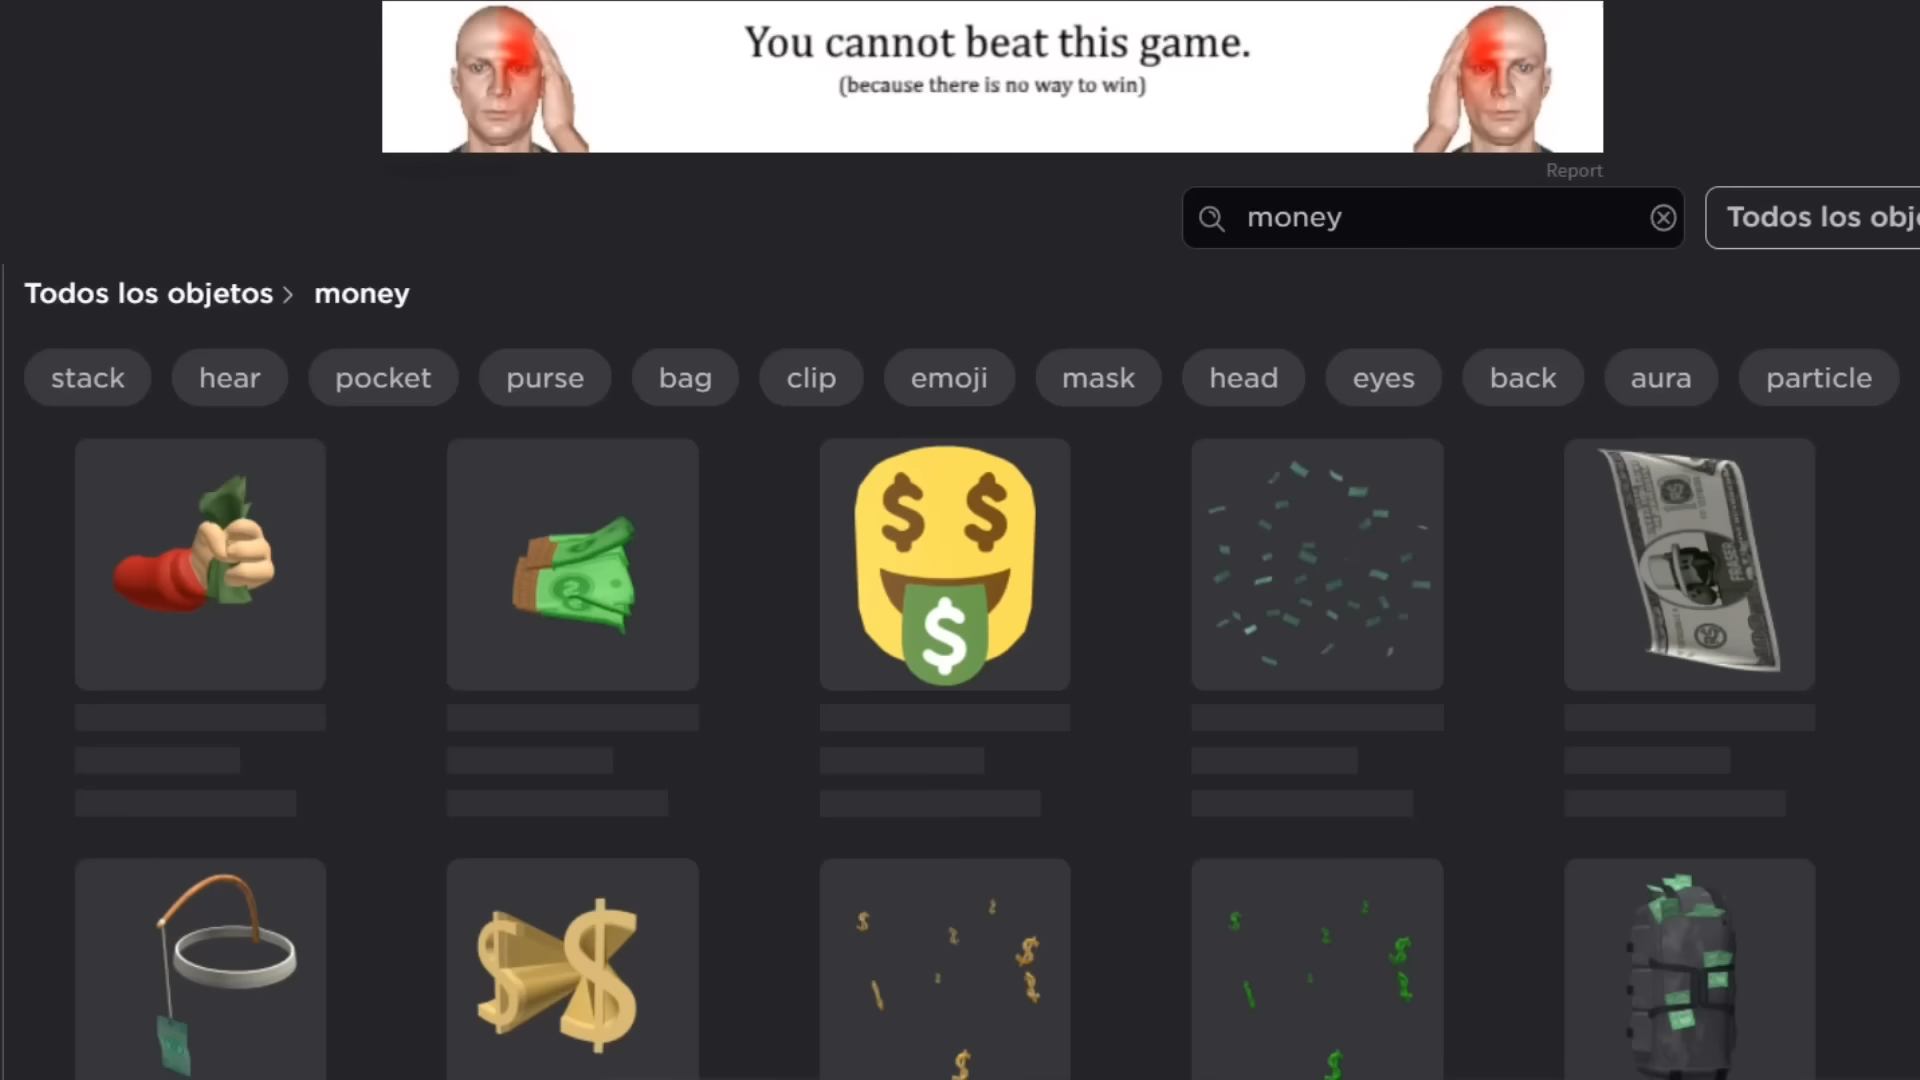 You cannot beat this game.
(because there is no way to win)
Report
money
Todos los obj
Todos los objetos > money
stack
hear
pocket
purse
bag
clip
emoji
mask
head
eyes
back
aura
particle
$ $
$
FRASER